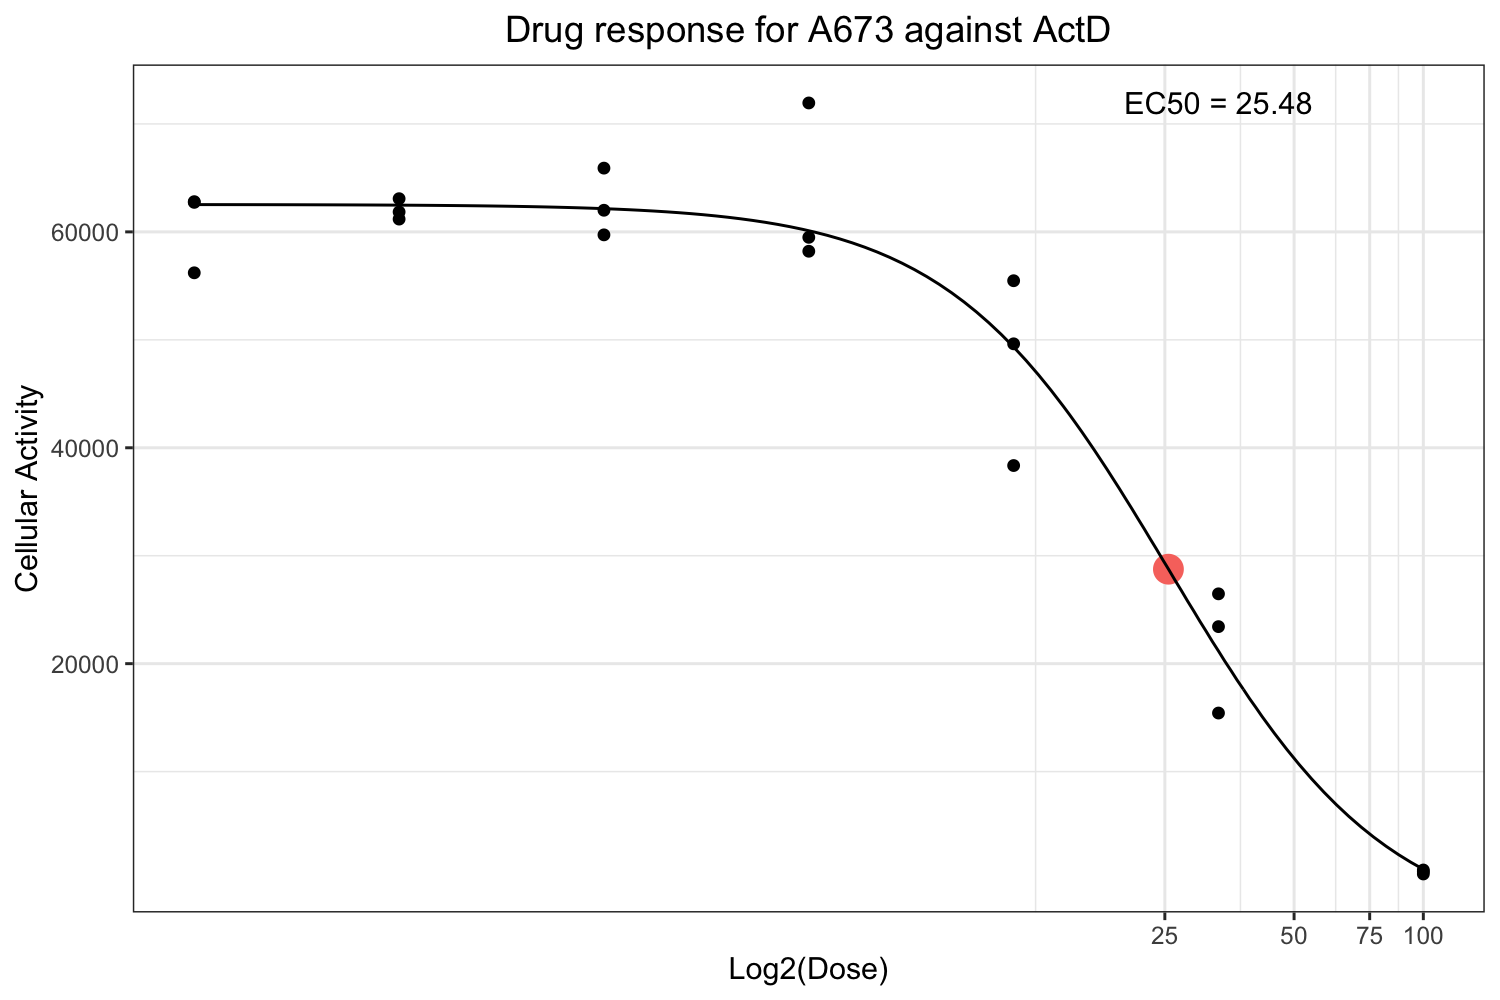 Drug response for A673 against ActD
EC50 = 25.48
60000
40000
20000
Cellular Activity
25 50 75 100
Log2(Dose)